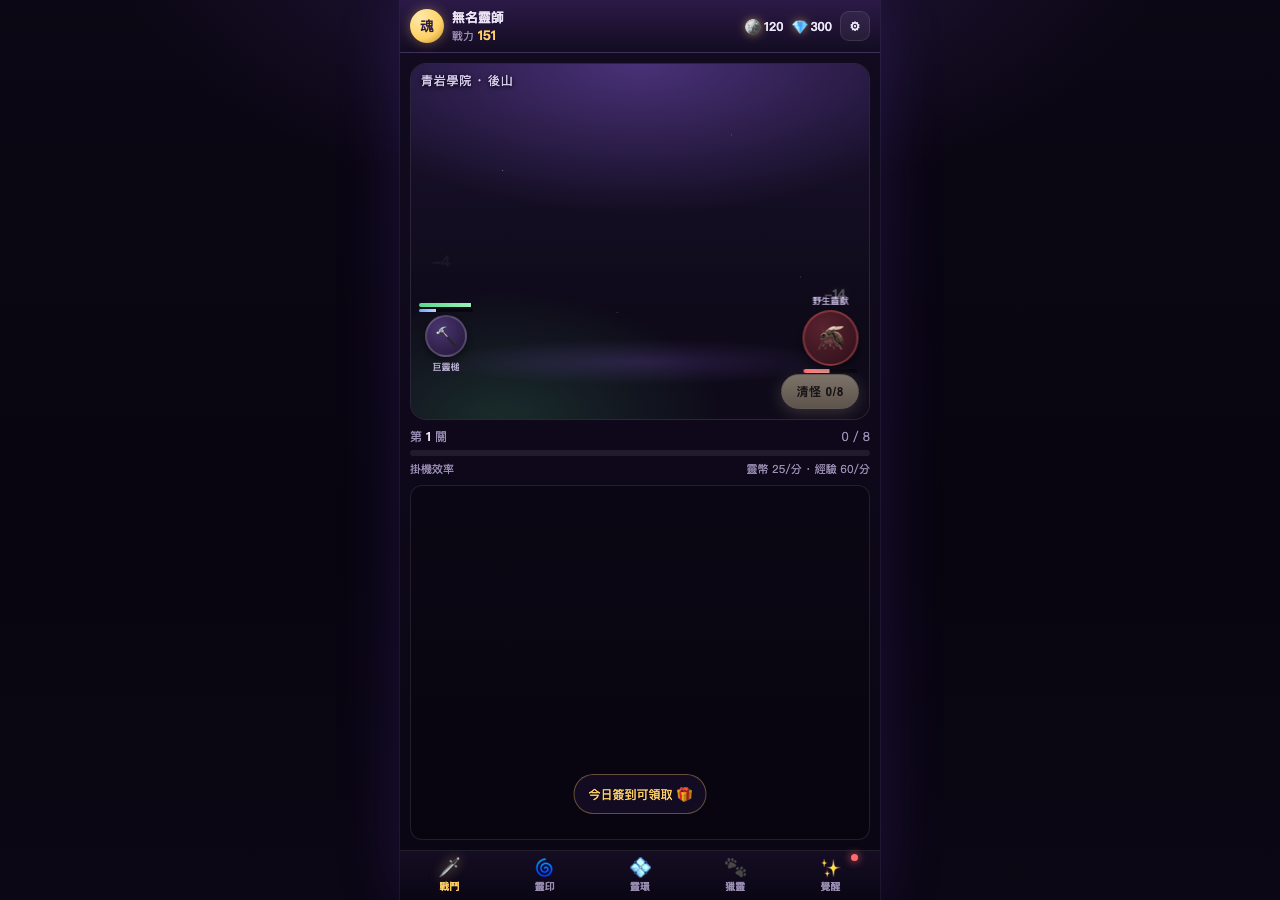 魂
無名靈師
戰力 151
120
300
青岩學院 · 後山
-4
-14
野生靈獸
巨靈槌
清怪 0/8
第 1 關
0 / 8
掛機效率
靈幣 25/分 · 經驗 60/分
今日簽到可領取
戰鬥
靈印
靈環
獵靈
覺醒